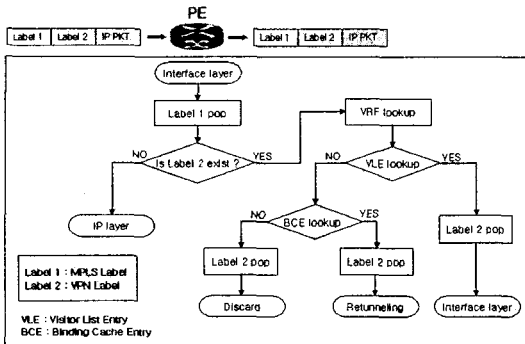 PE
Label 1 Label 2 IP PKT Label 1 Label 2 IP PKT
Interface layer
Label 1 pop
VRF lookup
NO Is Label 2 exist ? YES
NO VLE lookup YES
IP layer
NO BCE lookup YES
Label 2 pop
Label 2 pop Label 2 pop
Label 1 : MPLS Label
Label 2 : VPN Label
Discard Retunneling Interface layer
VLE : Visitor List Entry
BCE : Binding Cache Entry